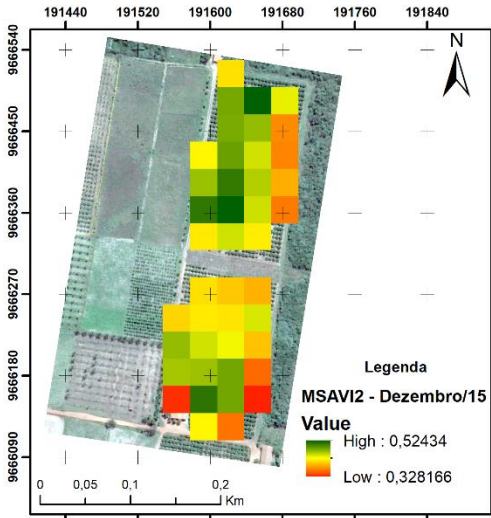 191440 191520 191600 191680 191760 191840
9666640
N
9666450
9666360
9666270
9666180
Legenda
MSAVI2 - Dezembro/15
Value
High : 0,52434
Low : 0,328166
9666090
0 0,05 0,1 0,2
Km